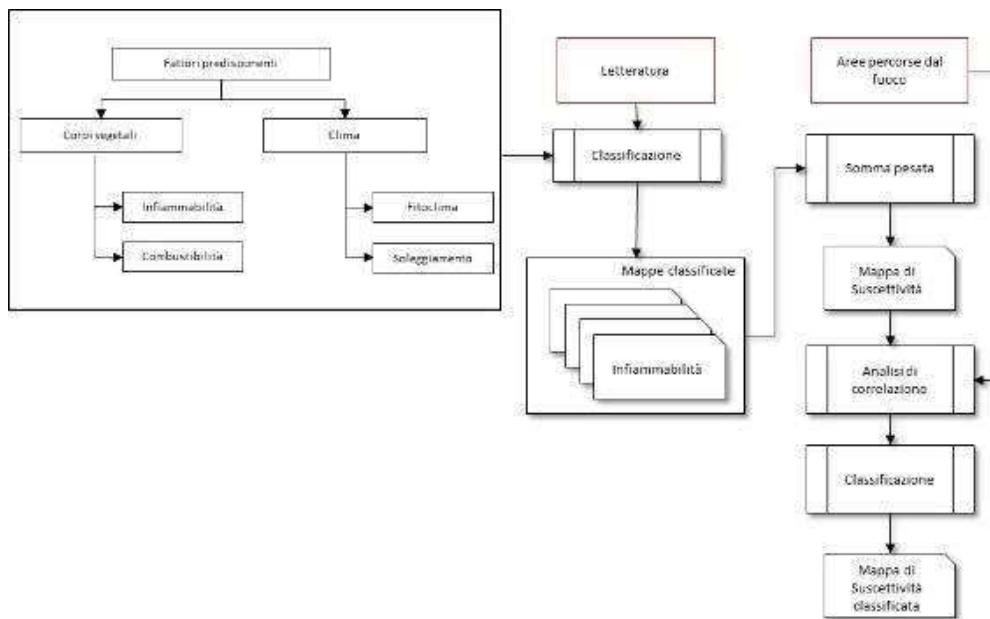 Fattori predisponenti
Corpi vegetali
Clima
Infiammabilità
Combustibilità
Fitoclima
Soleggiamento
Letteratura
Classificazione
Mappe classificate
Infiammabilità
Aree percorse dal
fuoco
Somma pesata
Mappa di
Suscettività
Analisi di
correlazione
Classificazione
Mappa di
Suscettività
classificata